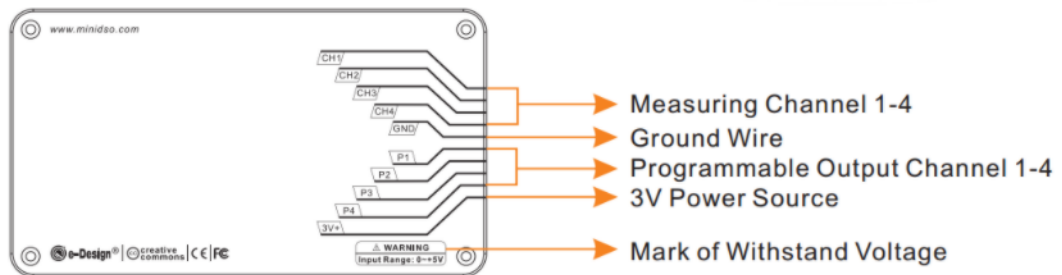 www.minidso.com
CH1
CH2
CH3
CH4
GND
P1
P2
P3
P4
3V+
Measuring Channel 1-4
Ground Wire
Programmable Output Channel 1-4
3V Power Source
Mark of Withstand Voltage
e-Design® | creative commons | CE | FC
⚠ WARNING
Input Range: 0~+5V